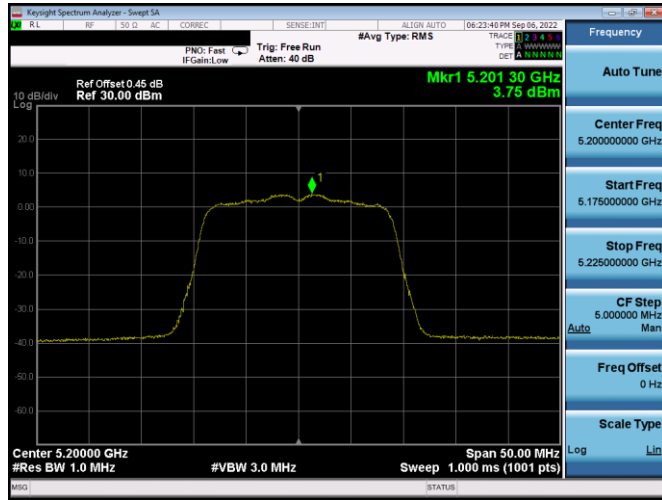 Keysight Spectrum Analyzer - Swept SA
LXI RL RF 50 Ω AC CORREC SENSE:INT ALIGN AUTO 06:23:40 PM Sep 06, 2022
PNO: Fast
IFGain:Low
Trig: Free Run
Atten: 40 dB
#Avg Type: RMS
TRACE 1 2 3 4 5 6
TYPE A WWWWW
DET A N N N N N
Mkr1 5.201 30 GHz
3.75 dBm
Ref Offset 0.45 dB
Ref 30.00 dBm
10 dB/div
Log
20.0
10.0
0.00
-10.0
-20.0
-30.0
-40.0
-50.0
-60.0
1
Center 5.20000 GHz
#Res BW 1.0 MHz
#VBW 3.0 MHz
Span 50.00 MHz
Sweep 1.000 ms (1001 pts)
MSG
STATUS
Frequency
Auto Tune
Center Freq
5.200000000 GHz
Start Freq
5.175000000 GHz
Stop Freq
5.225000000 GHz
CF Step
5.000000 MHz
Auto Man
Freq Offset
0 Hz
Scale Type
Log Lin